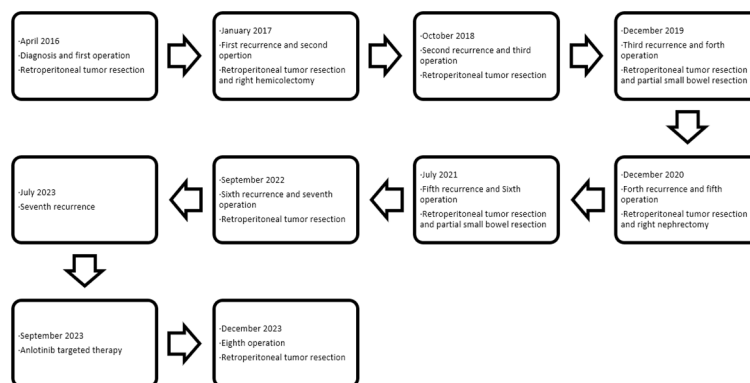 -April 2016
-Diagnosis and first operation
-Retroperitoneal tumor resection
-January 2017
-First recurrence and second
opertion
-Retroperitoneal tumor resection
and right hemicolectomy
-October 2018
-Second recurrence and third
operation
-Retroperitoneal tumor resection
-December 2019
-Third recurrence and forth
operation
-Retroperitoneal tumor resection
and partial small bowel resection
-December 2020
-Forth recurrence and fifth
operation
-Retroperitoneal tumor resection
and right nephrectomy
-July 2021
-Fifth recurrence and Sixth
operation
-Retroperitoneal tumor resection
and partial small bowel resection
-September 2022
-Sixth recurrence and seventh
operation
-Retroperitoneal tumor resection
-July 2023
-Seventh recurrence
-September 2023
-Anlotinib targeted therapy
-December 2023
-Eighth operation
-Retroperitoneal tumor resection